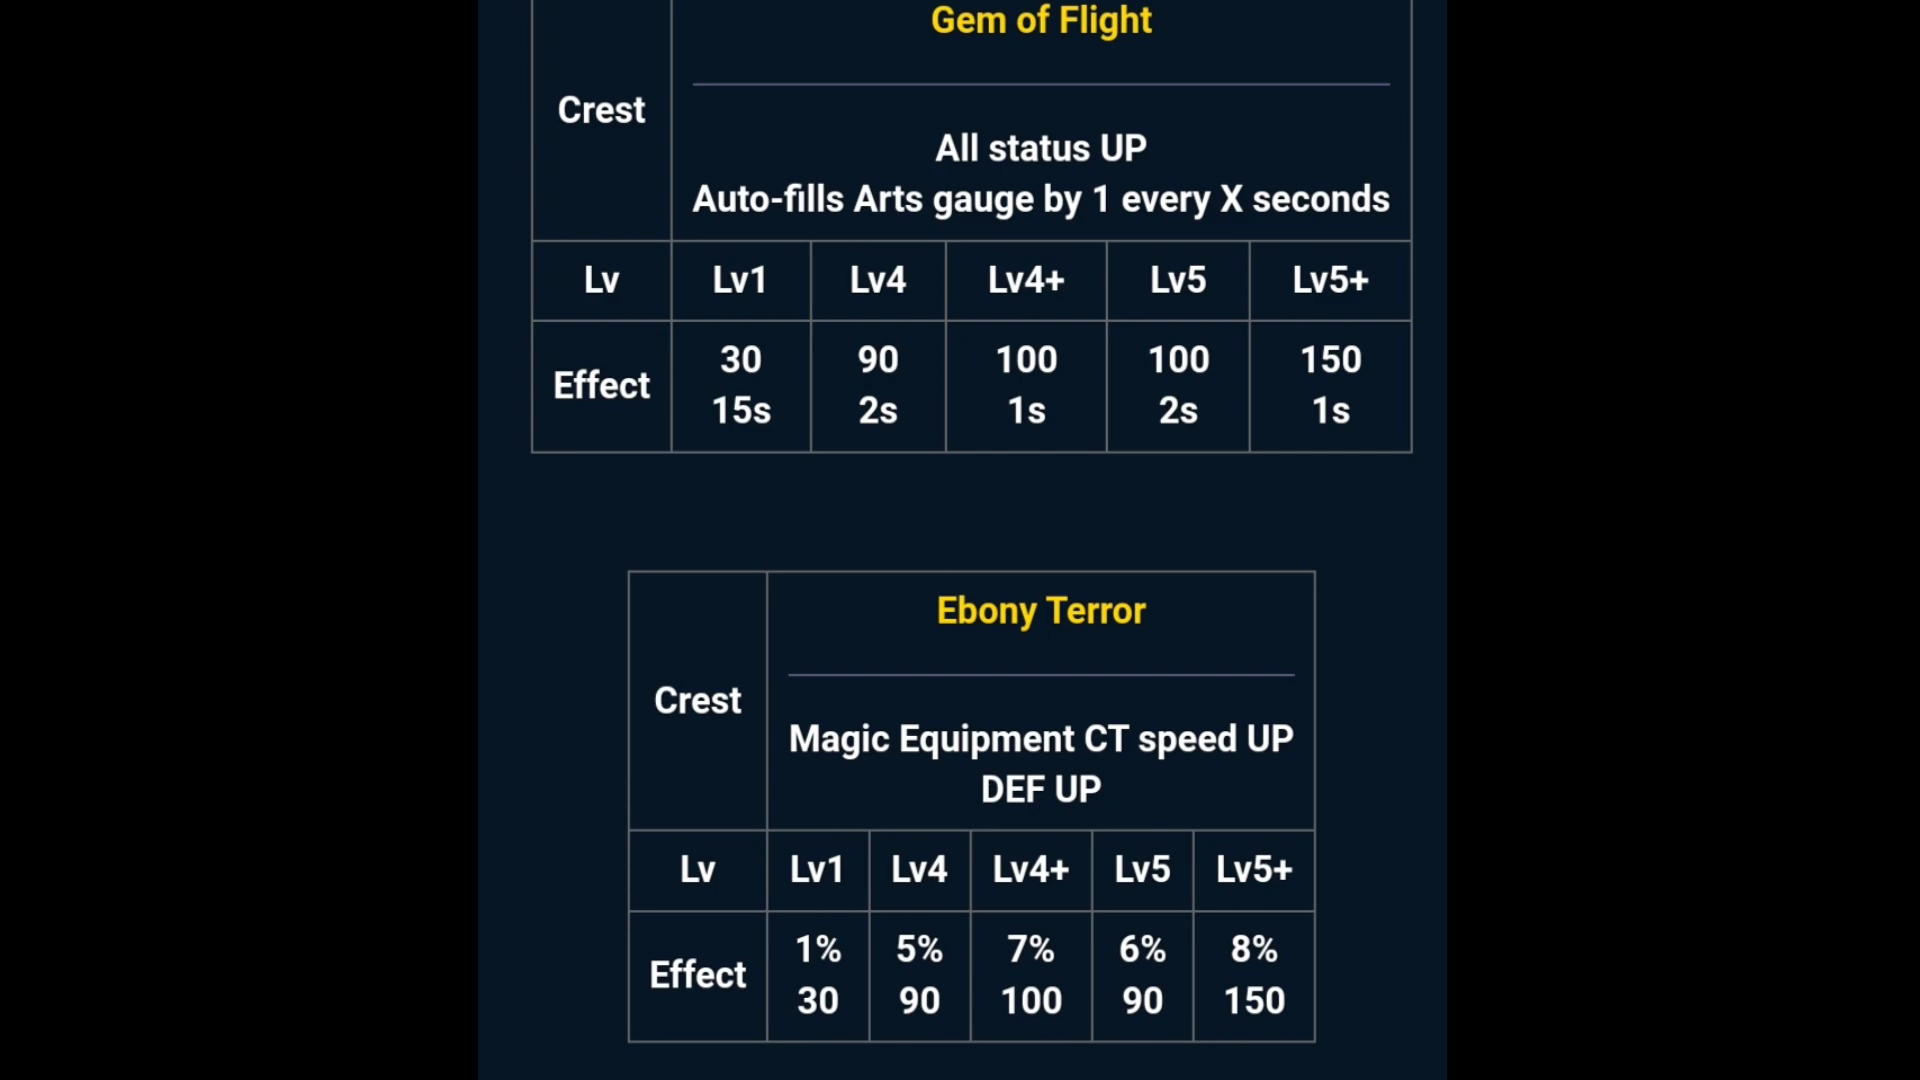 Gem of Flight
Crest
All status UP
Auto-fills Arts gauge by 1 every X seconds
Lv Lv1 Lv4 Lv4+ Lv5 Lv5+
Effect
30 90 100 100 150
15s 2s 1s 2s 1s
Ebony Terror
Crest
Magic Equipment CT speed UP
DEF UP
Lv Lv1 Lv4 Lv4+ Lv5 Lv5+
Effect
1% 5% 7% 6% 8%
30 90 100 90 150